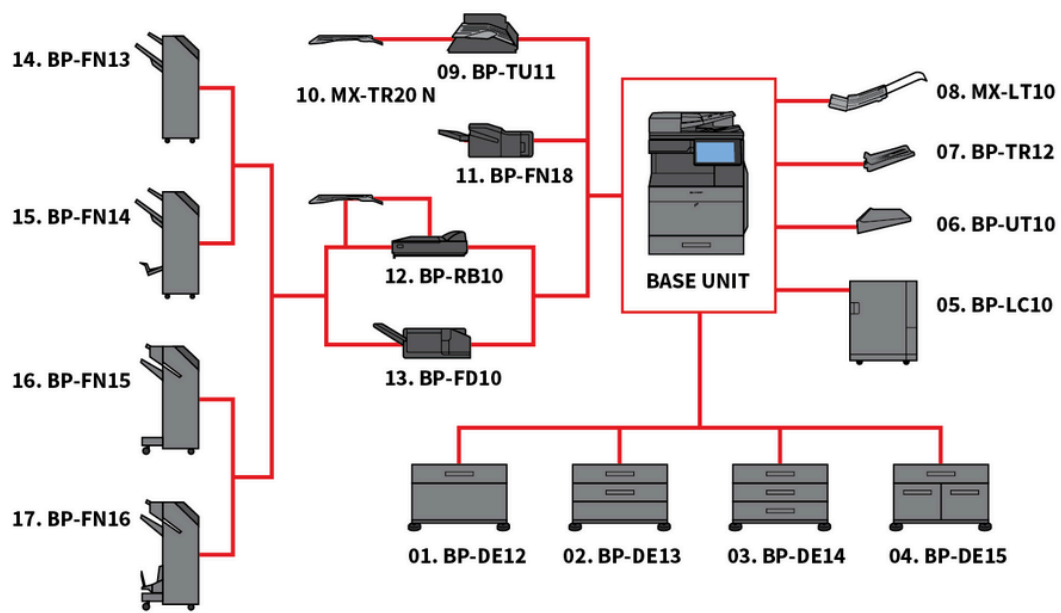 14. BP-FN13
09. BP-TU11
10. MX-TR20 N
08. MX-LT10
07. BP-TR12
11. BP-FN18
15. BP-FN14
06. BP-UT10
12. BP-RB10
BASE UNIT
05. BP-LC10
16. BP-FN15
13. BP-FD10
17. BP-FN16
01. BP-DE12
02. BP-DE13
03. BP-DE14
04. BP-DE15